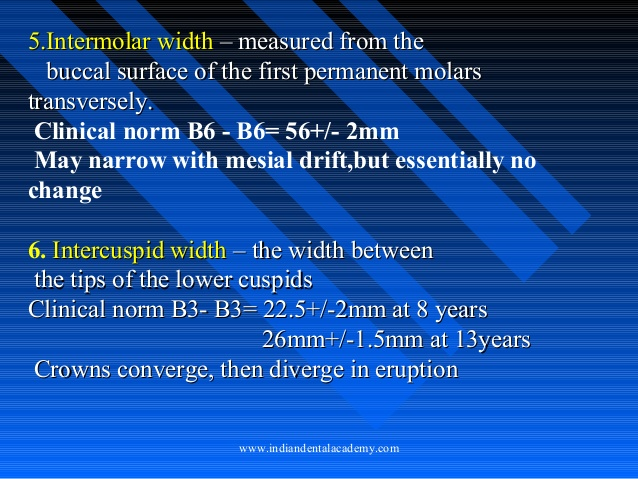 5.Intermolar width – measured from the
buccal surface of the first permanent molars
transversely.
Clinical norm B6 - B6= 56+/- 2mm
May narrow with mesial drift,but essentially no
change
6. Intercuspid width – the width between
the tips of the lower cuspids
Clinical norm B3- B3= 22.5+/-2mm at 8 years
26mm+/-1.5mm at 13years
Crowns converge, then diverge in eruption
www.indiandentalacademy.com